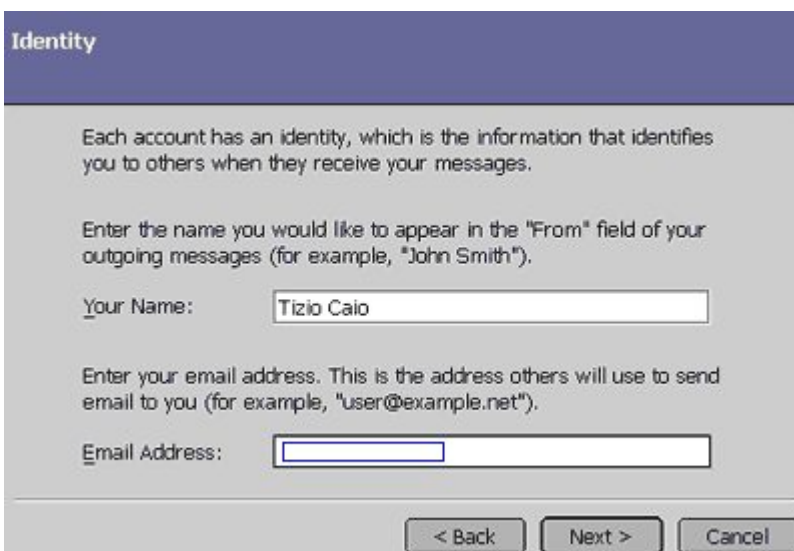 Identity
Each account has an identity, which is the information that identifies
you to others when they receive your messages.
Enter the name you would like to appear in the "From" field of your
outgoing messages (for example, "John Smith").
Your Name: Tizio Caio
Enter your email address. This is the address others will use to send
email to you (for example, "user@example.net").
Email Address:
< Back Next > Cancel